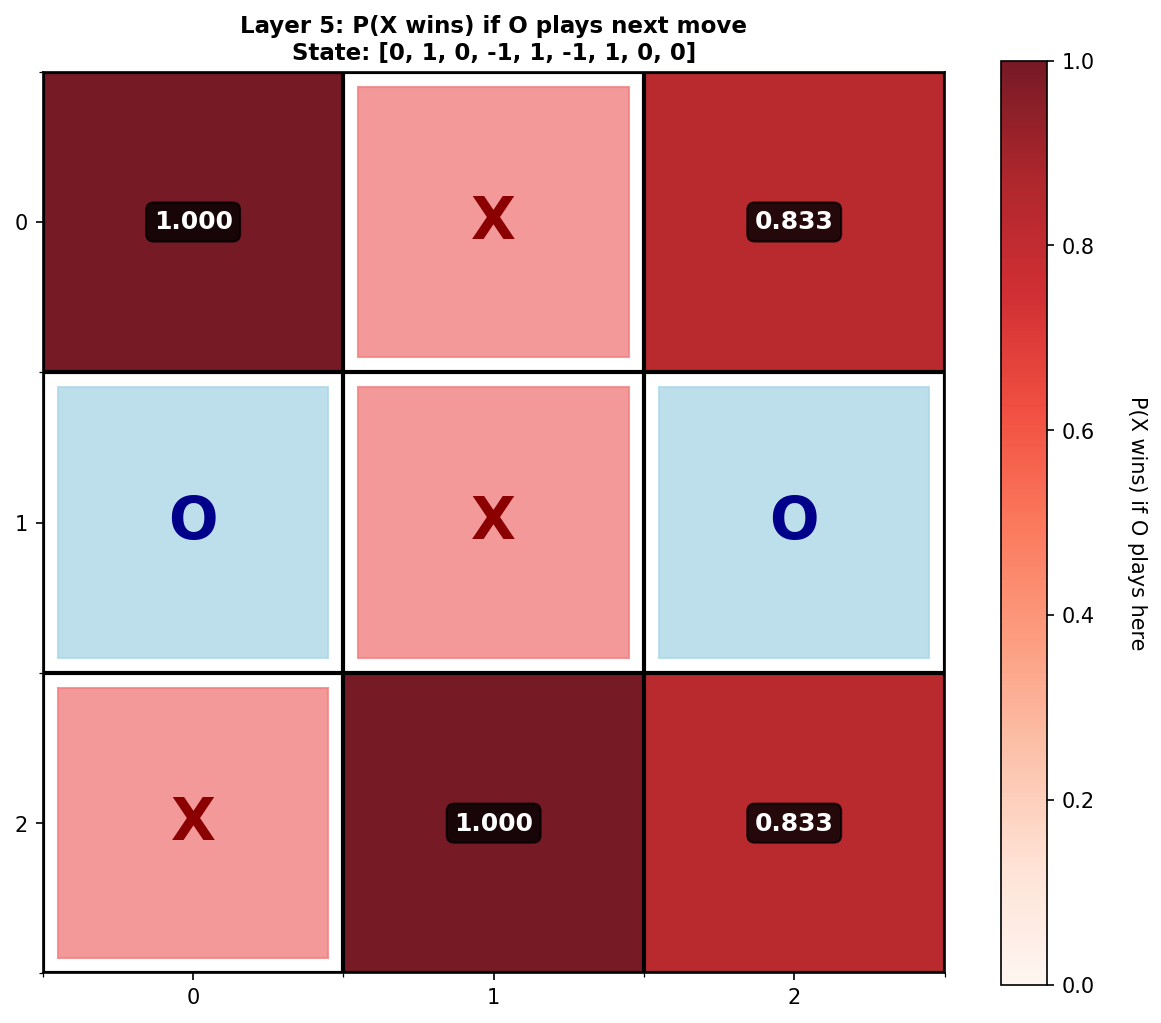 Layer 5: P(X wins) if O plays next move
State: [0, 1, 0, -1, 1, -1, 1, 0, 0]
0
1.000
X
0.833
1
O
X
O
2
X
1.000
0.833
0
1
2
1.0
0.8
0.6
0.4
0.2
0.0
P(X wins) if O plays here